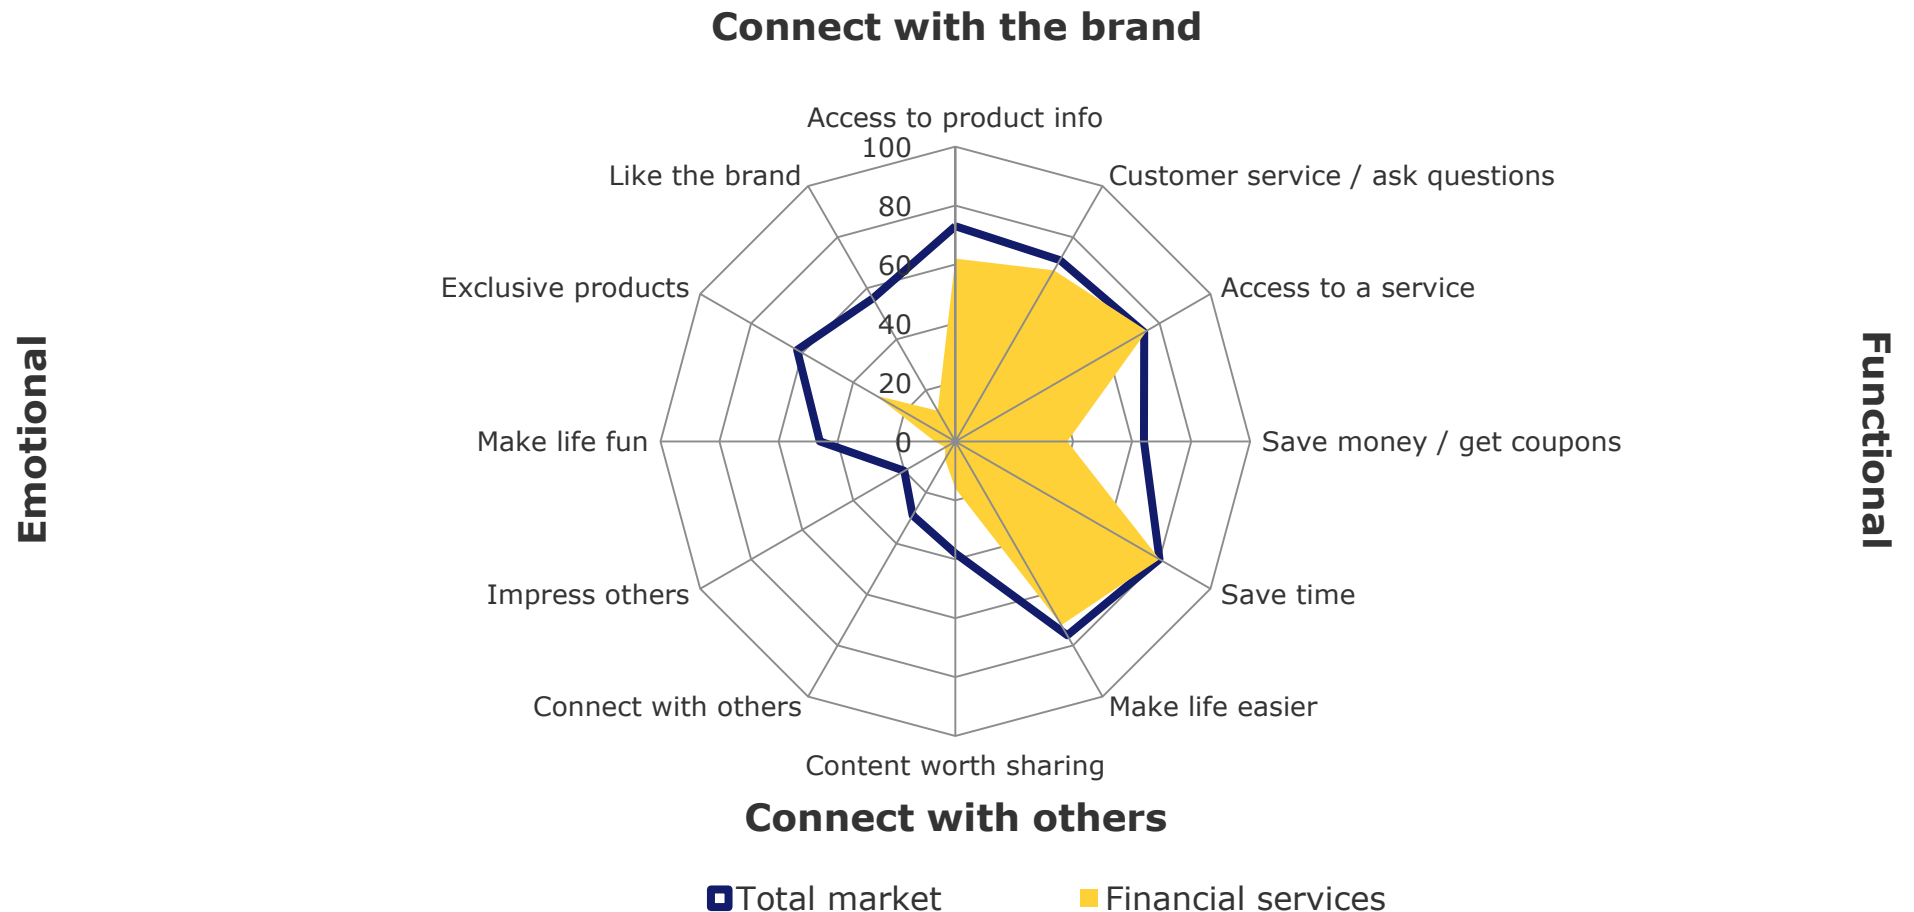 Connect with the brand
Access to product info
100
Like the brand
Customer service / ask questions
80
60
Exclusive products
Access to a service
40
20
Emotional
Functional
Make life fun
0
Save money / get coupons
Impress others
Save time
Connect with others
Make life easier
Content worth sharing
Connect with others
Total market
Financial services